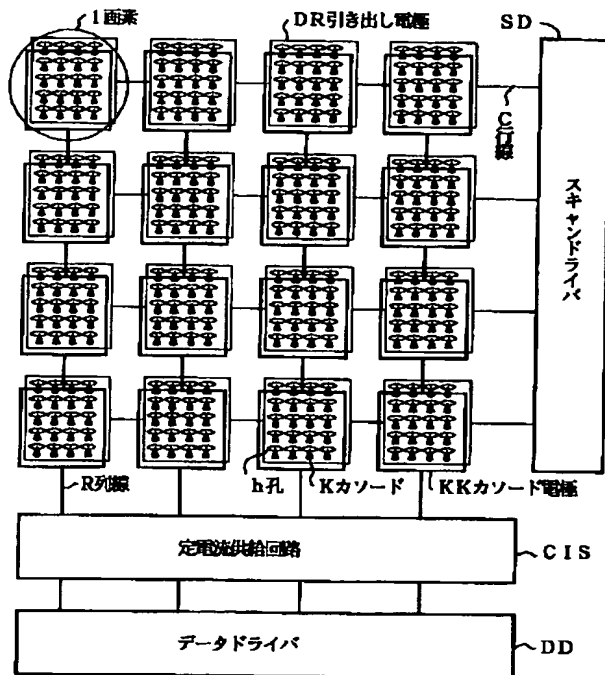 1画素
DR引き出し電極
SD
C行線
スキャンドライバ
R列線
h孔
Kカソード
KKカソード電極
定電流供給回路
CIS
データドライバ
DD